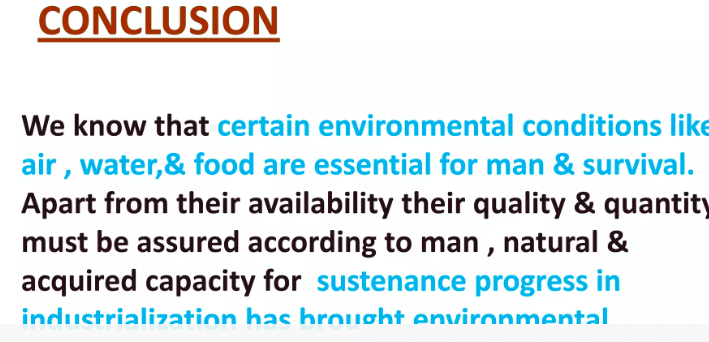 CONCLUSION
We know that certain environmental conditions like
air , water,& food are essential for man & survival.
Apart from their availability their quality & quantity
must be assured according to man , natural &
acquired capacity for sustenance progress in
industrialization has brought environmental